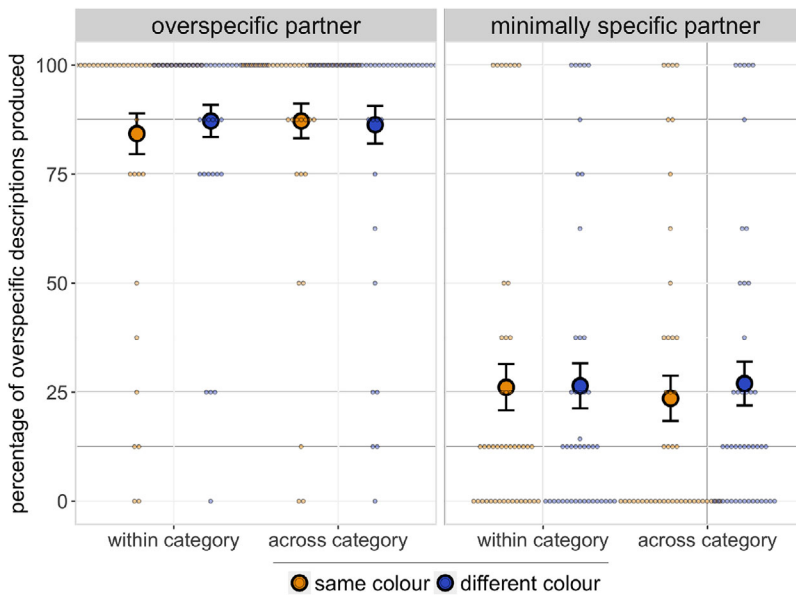 overspecific partner
minimally specific partner
percentage of overspecific descriptions produced
100
75
50
25
0
within category
across category
within category
across category
same colour
different colour